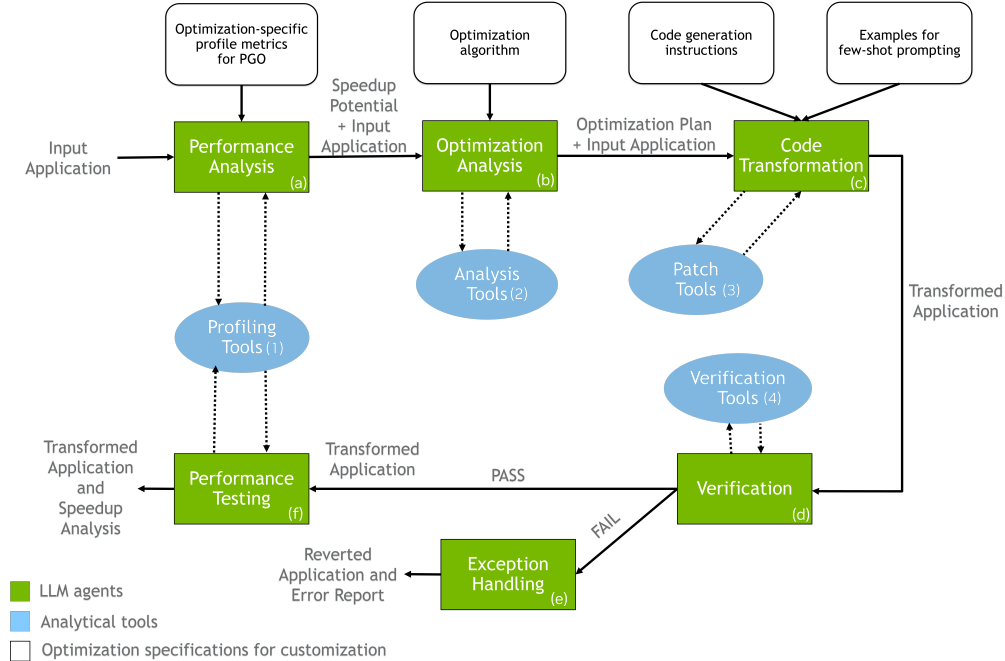 Optimization-specific
profile metrics
for PGO
Optimization
algorithm
Code generation
instructions
Examples for
few-shot prompting
Input
Application
Performance
Analysis
(a)
Speedup
Potential
+ Input
Application
Optimization
Analysis
(b)
Optimization Plan
+ Input Application
Code
Transformation
(c)
Profiling
Tools (1)
Analysis
Tools (2)
Patch
Tools (3)
Transformed
Application
Verification
Tools (4)
Transformed
Application
and
Speedup
Analysis
Performance
Testing
(f)
Transformed
Application
PASS
Verification
(d)
FAIL
Exception
Handling
(e)
Reverted
Application and
Error Report
LLM agents
Analytical tools
Optimization specifications for customization